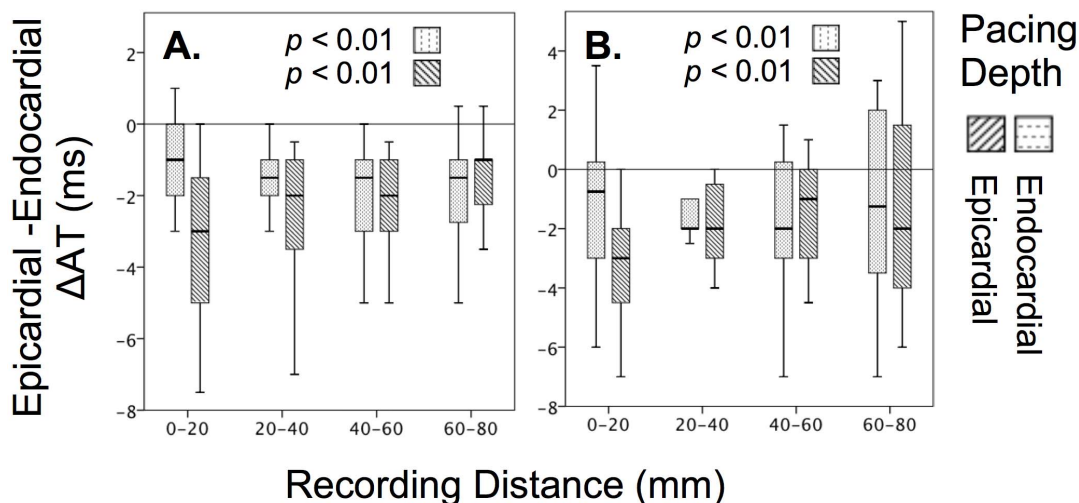 Epicardial -Endocardial
ΔAT (ms)
A.
p < 0.01
p < 0.01
2
0
−2
−4
−6
−8
0−20
20−40
40−60
60−80
B.
p < 0.01
p < 0.01
4
2
0
−2
−4
−6
−8
0−20
20−40
40−60
60−80
Recording Distance (mm)
Pacing
Depth
Endocardial
Epicardial